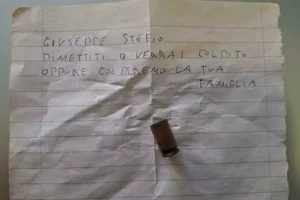 GIUSEPPE STEFIO
DIMETTITI O VERRAI COLPITO
OPPURE COLPIREMO LA TUA
FAMIGLIA